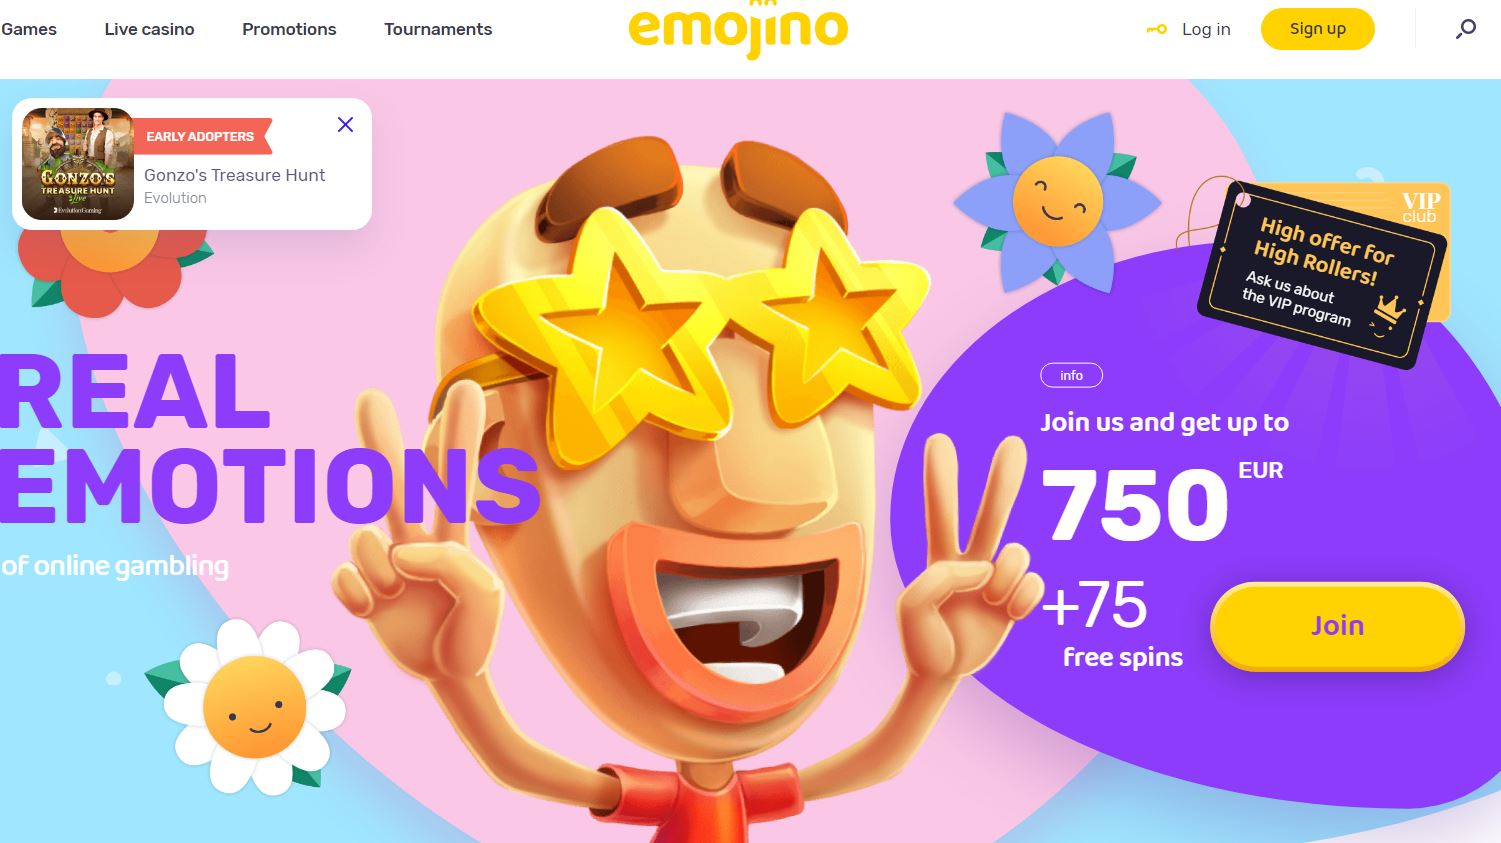 Games
Live casino
Promotions
Tournaments
emojino
Log in
Sign up
EARLY ADOPTERS
Gonzo's Treasure Hunt
Evolution
GONZO'S
TREASURE HUNT
Live
Evolution Gaming
VIP
club
High offer for
High Rollers!
Ask us about
the VIP program
REAL
EMOTIONS
of online gambling
info
Join us and get up to
750 EUR
+75
free spins
Join